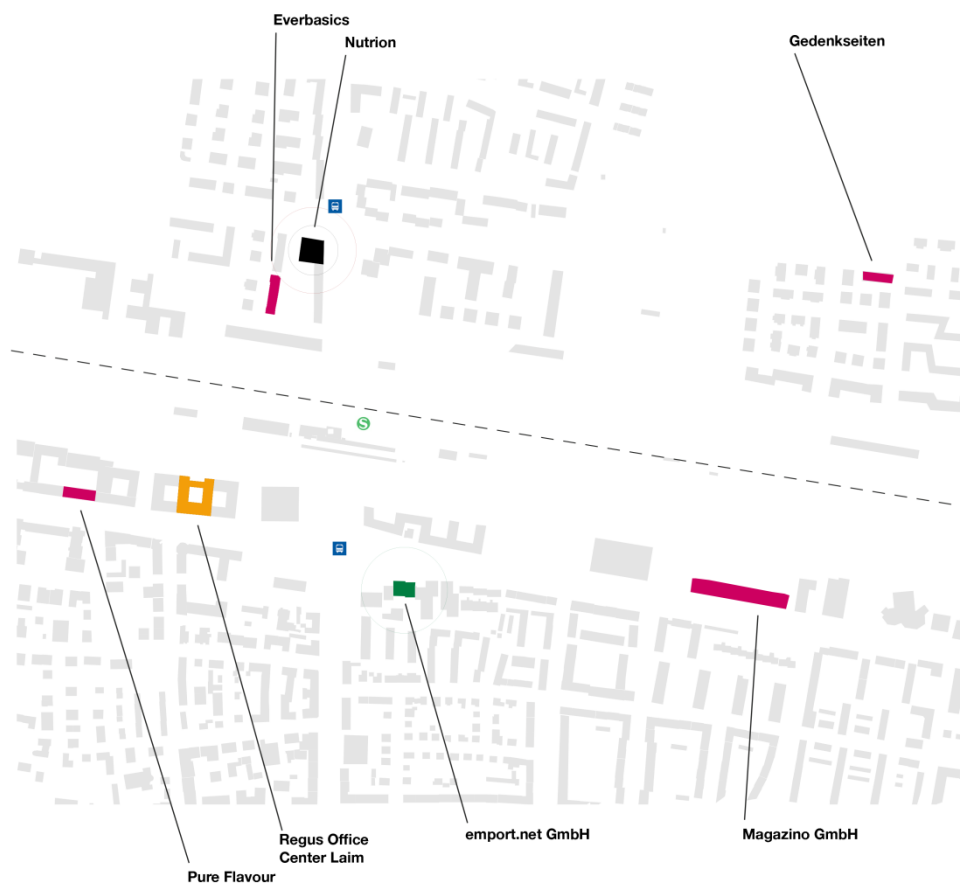 Everbasics
Nutrion
Gedenkseiten
S
emport.net GmbH
Magazino GmbH
Regus Office
Center Laim
Pure Flavour